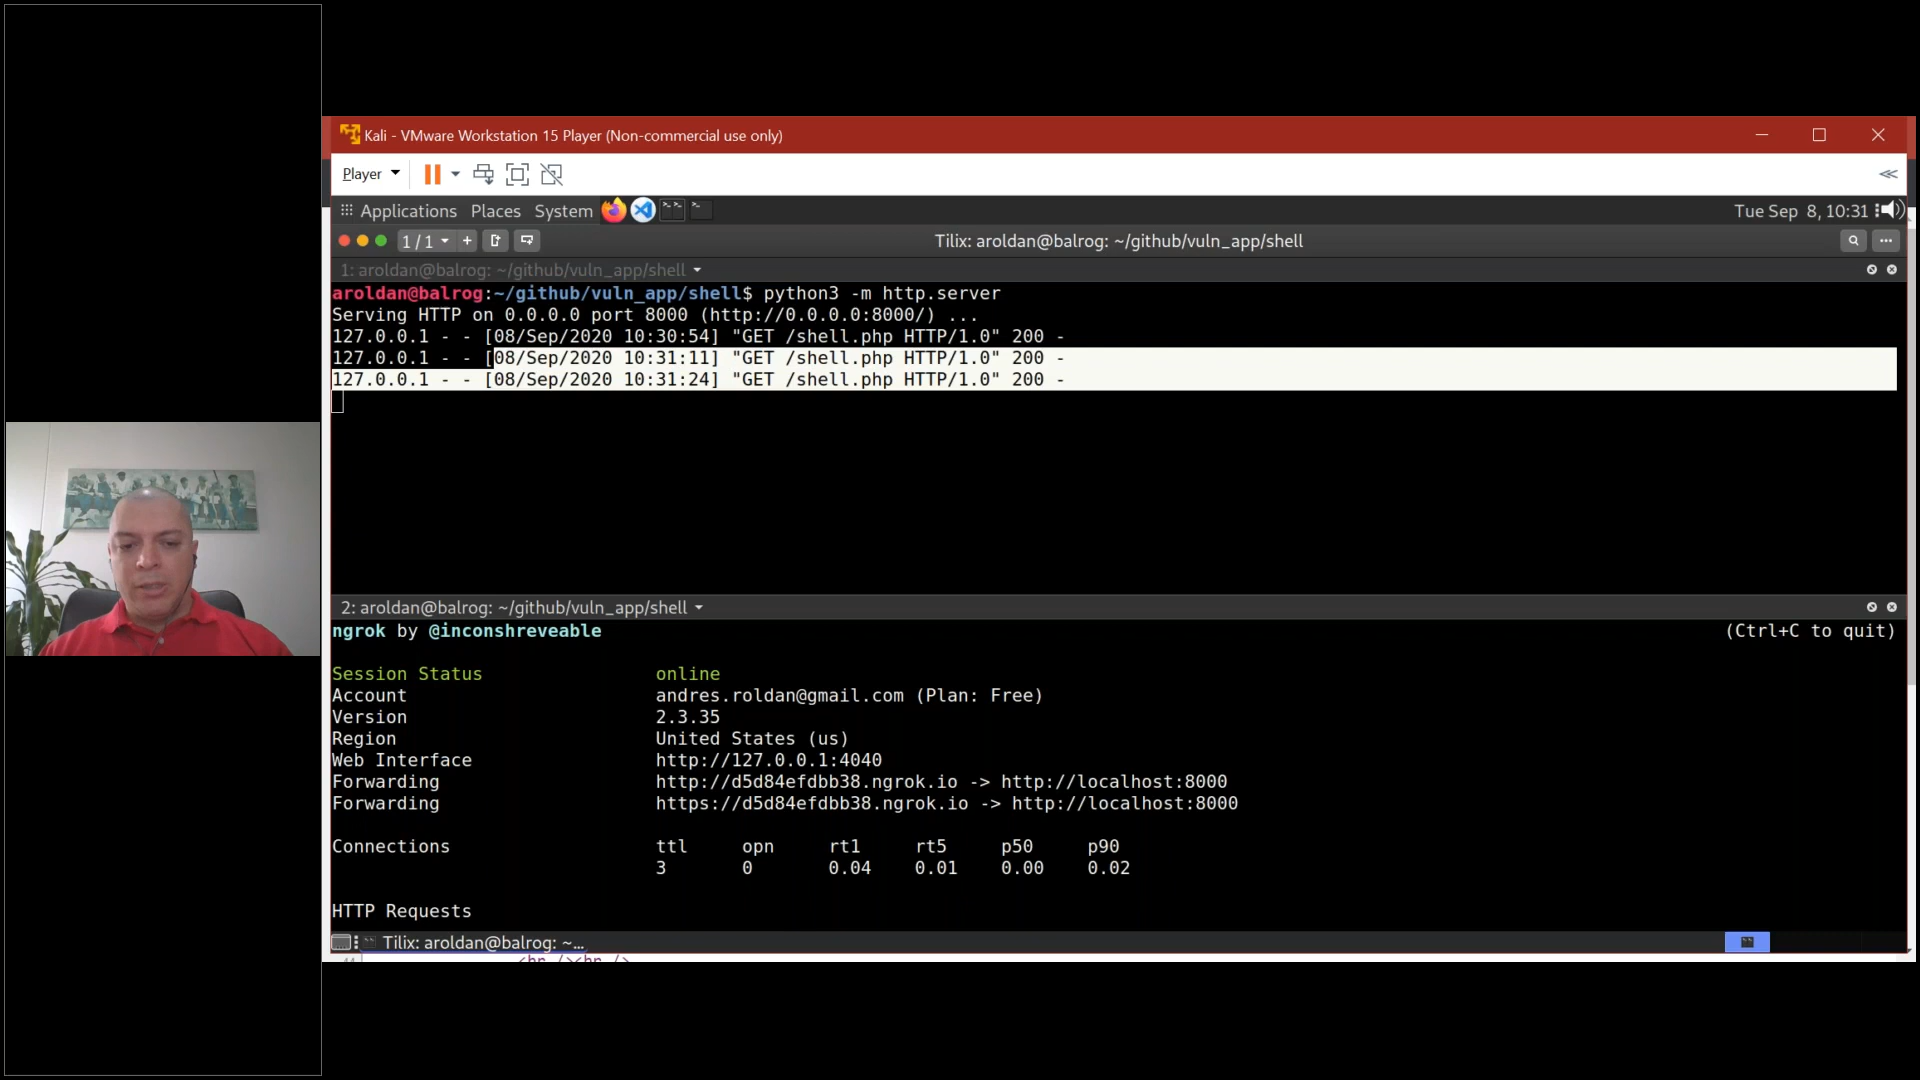 Kali - VMware Workstation 15 Player (Non-commercial use only)
Player
Applications Places System Tue Sep 8, 10:31
1 / 1 Tilix: aroldan@balrog: ~/github/vuln_app/shell
1: aroldan@balrog: ~/github/vuln_app/shell
aroldan@balrog:~/github/vuln_app/shell$ python3 -m http.server
Serving HTTP on 0.0.0.0 port 8000 (http://0.0.0.0:8000/) ...
127.0.0.1 - - [08/Sep/2020 10:30:54] "GET /shell.php HTTP/1.0" 200 -
127.0.0.1 - - [08/Sep/2020 10:31:11] "GET /shell.php HTTP/1.0" 200 -
127.0.0.1 - - [08/Sep/2020 10:31:24] "GET /shell.php HTTP/1.0" 200 -
2: aroldan@balrog: ~/github/vuln_app/shell
ngrok by @inconshreveable (Ctrl+C to quit)
Session Status online
Account andres.roldan@gmail.com (Plan: Free)
Version 2.3.35
Region United States (us)
Web Interface http://127.0.0.1:4040
Forwarding http://d5d84efdbb38.ngrok.io -> http://localhost:8000
Forwarding https://d5d84efdbb38.ngrok.io -> http://localhost:8000
Connections ttl opn rt1 rt5 p50 p90
3 0 0.04 0.01 0.00 0.02
HTTP Requests
Tilix: aroldan@balrog: ~...